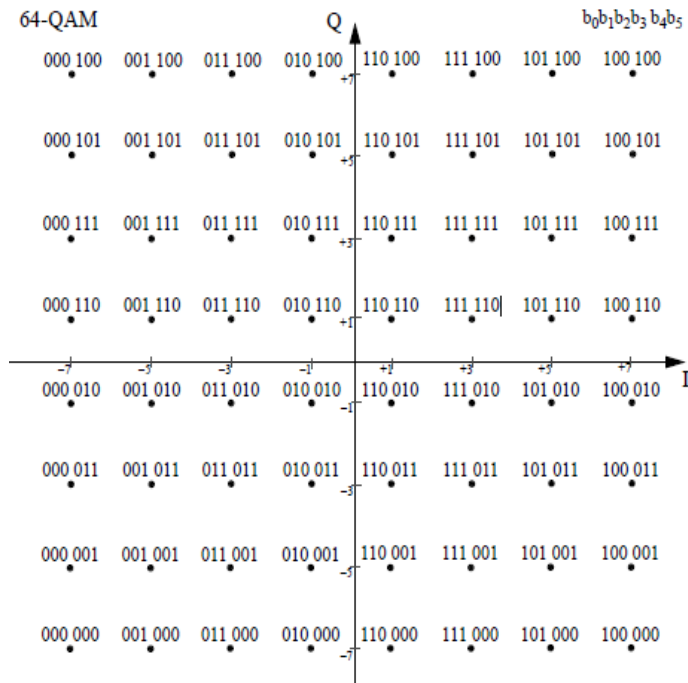 64-QAM Q b₀b₁b₂b₃ b₄b₅
000 100 001 100 011 100 010 100 110 100 111 100 101 100 100 100
+7
000 101 001 101 011 101 010 101 110 101 111 101 101 101 100 101
+5
000 111 001 111 011 111 010 111 110 111 111 111 101 111 100 111
+3
000 110 001 110 011 110 010 110 110 110 111 110 101 110 100 110
+1
−7 −5 −3 −1 +1 +3 +5 +7 I
000 010 001 010 011 010 010 010 110 010 111 010 101 010 100 010
−1
000 011 001 011 011 011 010 011 110 011 111 011 101 011 100 011
−3
000 001 001 001 011 001 010 001 110 001 111 001 101 001 100 001
−5
000 000 001 000 011 000 010 000 110 000 111 000 101 000 100 000
−7